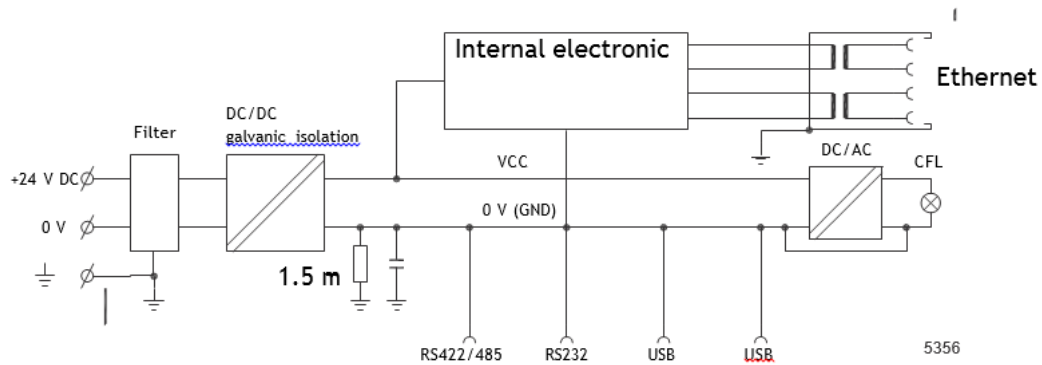 Internal electronic
Ethernet
DC/DC
galvanic isolation
Filter
DC/AC
CFL
VCC
+24 V DC
0 V (GND)
0 V
1.5 m
RS422/485
RS232
USB
USB
5356